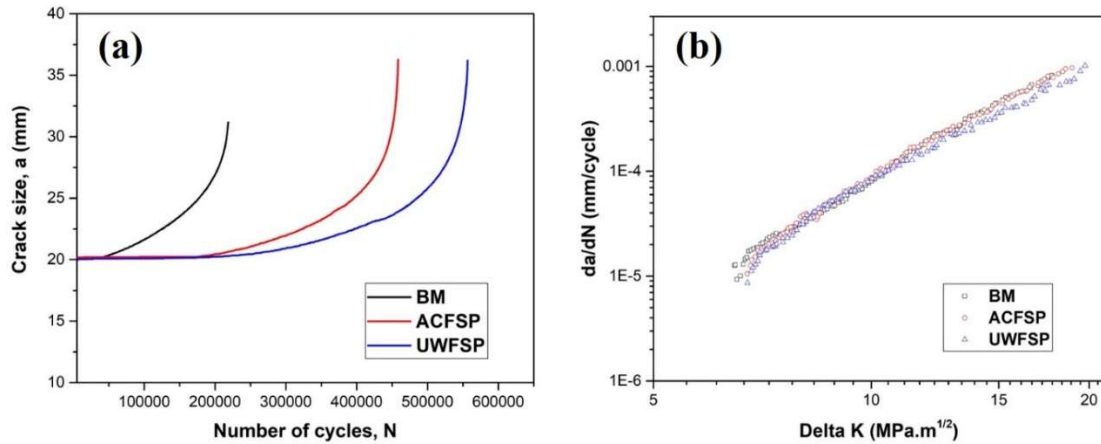 (a)
Crack size, a (mm)
40
35
30
25
20
15
10
100000 200000 300000 400000 500000 600000
Number of cycles, N
BM
ACFSP
UWFSP
(b)
da/dN (mm/cycle)
0.001
1E-4
1E-5
1E-6
5 10 15 20
Delta K (MPa.m1/2)
BM
ACFSP
UWFSP